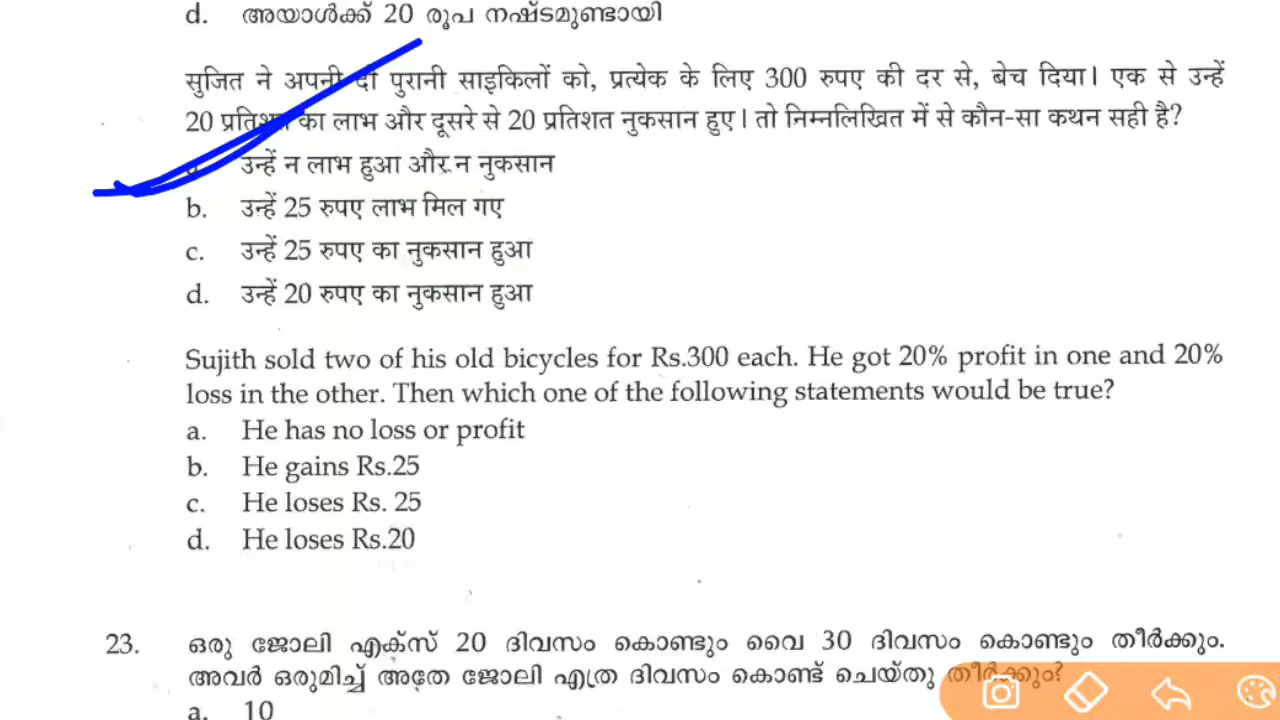 d. അയാൾക്ക് 20 രൂപ നഷ്ടമുണ്ടായി
सुजित ने अपनी दो पुरानी साइकिलों को, प्रत्येक के लिए 300 रुपए की दर से, बेच दिया। एक से उन्हें
20 प्रतिशत का लाभ और दूसरे से 20 प्रतिशत नुकसान हुए। तो निम्नलिखित में से कौन-सा कथन सही है?
उन्हें न लाभ हुआ और न नुकसान
b. उन्हें 25 रुपए लाभ मिल गए
c. उन्हें 25 रुपए का नुकसान हुआ
d. उन्हें 20 रुपए का नुकसान हुआ
Sujith sold two of his old bicycles for Rs.300 each. He got 20% profit in one and 20%
loss in the other. Then which one of the following statements would be true?
a. He has no loss or profit
b. He gains Rs.25
c. He loses Rs. 25
d. He loses Rs.20
23. ഒരു ജോലി എക്സ് 20 ദിവസം കൊണ്ടും വൈ 30 ദിവസം കൊണ്ടും തീർക്കും.
അവർ ഒരുമിച്ച് അതേ ജോലി എത്ര ദിവസം കൊണ്ട് ചെയ്തു തീർക്കും?
a. 10